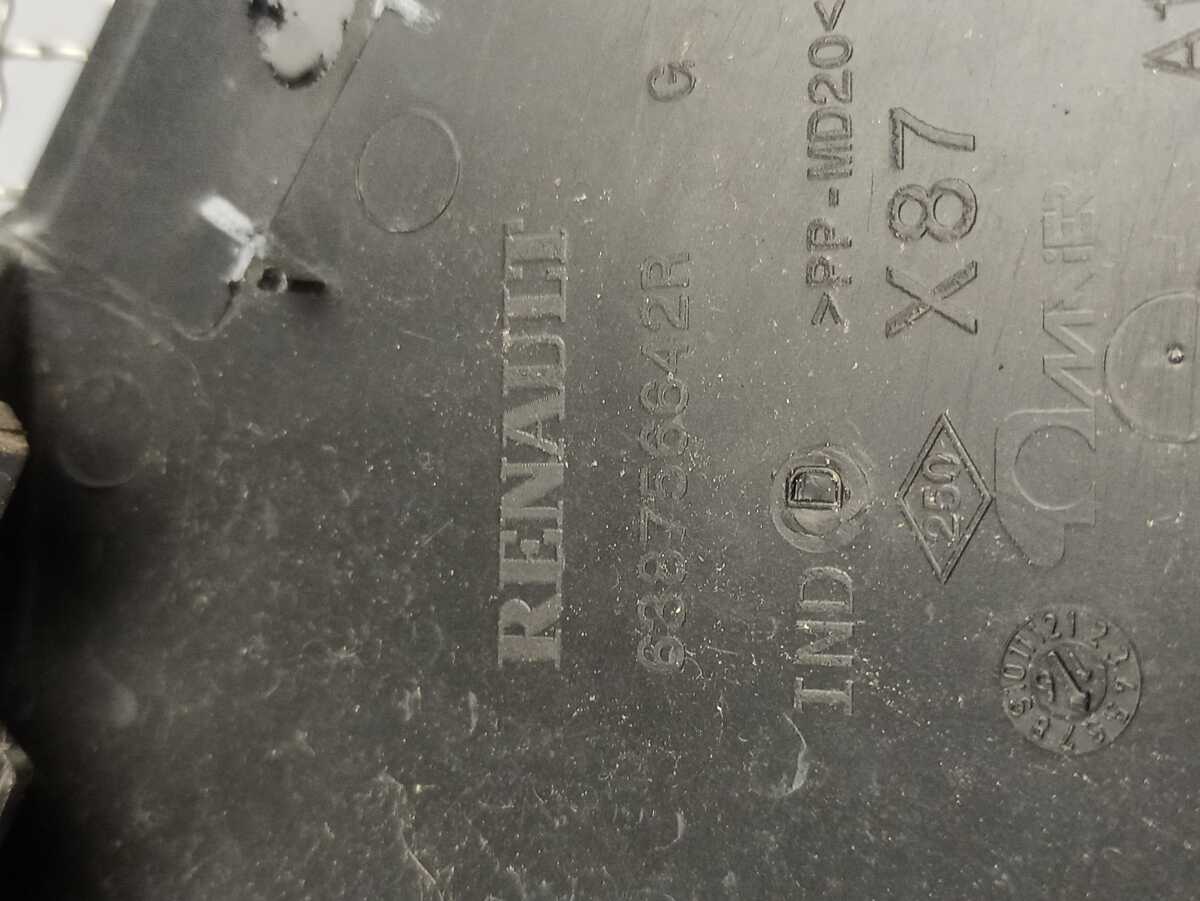 RENAULT
638756642R G
IND D
>PP-MD20<
X87
250